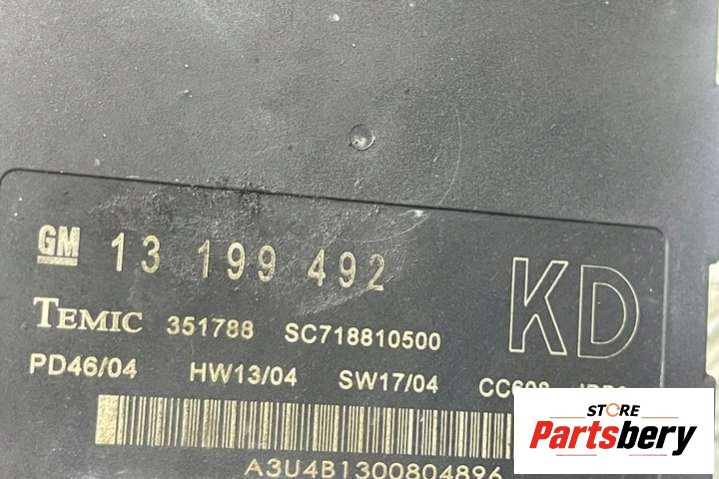 GM 13 199 492
KD
TEMIC 351788 SC718810500
PD46/04 HW13/04 SW17/04
A3U4B1300804896
STORE
Partsbery